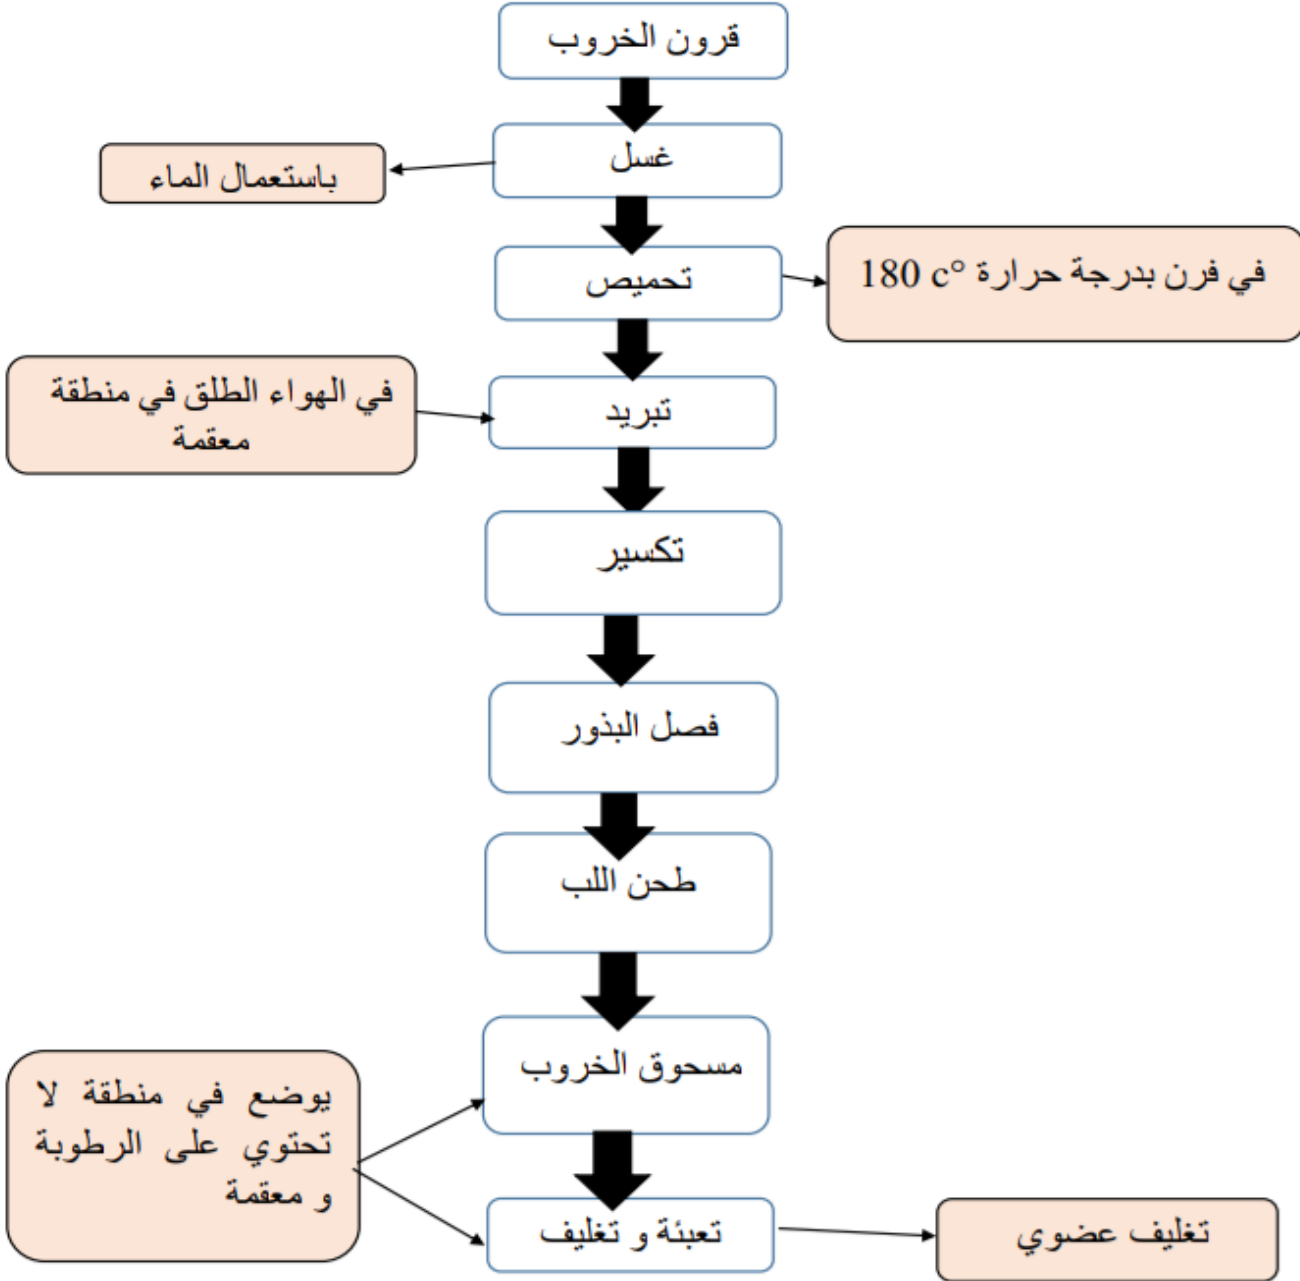 قرون الخروب
غسل
باستعمال الماء
تحميص
في فرن بدرجة حرارة 180 c°
تبريد
في الهواء الطلق في منطقة
معقمة
تكسير
فصل البذور
طحن اللب
مسحوق الخروب
يوضع في منطقة لا
تحتوي على الرطوبة
و معقمة
تعبئة و تغليف
تغليف عضوي